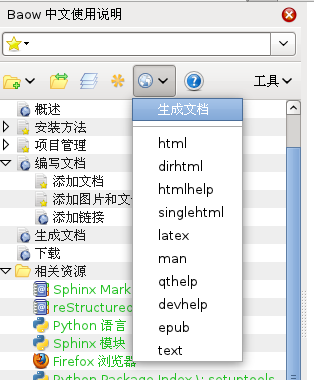 Baow 中文使用说明
工具
生成文档
概述
安装方法
项目管理
编写文档
添加文档
添加图片和文
添加链接
生成文档
下载
相关资源
Sphinx Mark
reStructured
Python 语言
Sphinx 模块
Firefox 浏览器
html
dirhtml
htmlhelp
singlehtml
latex
man
qthelp
devhelp
epub
text
Python Package Index \: setuptools